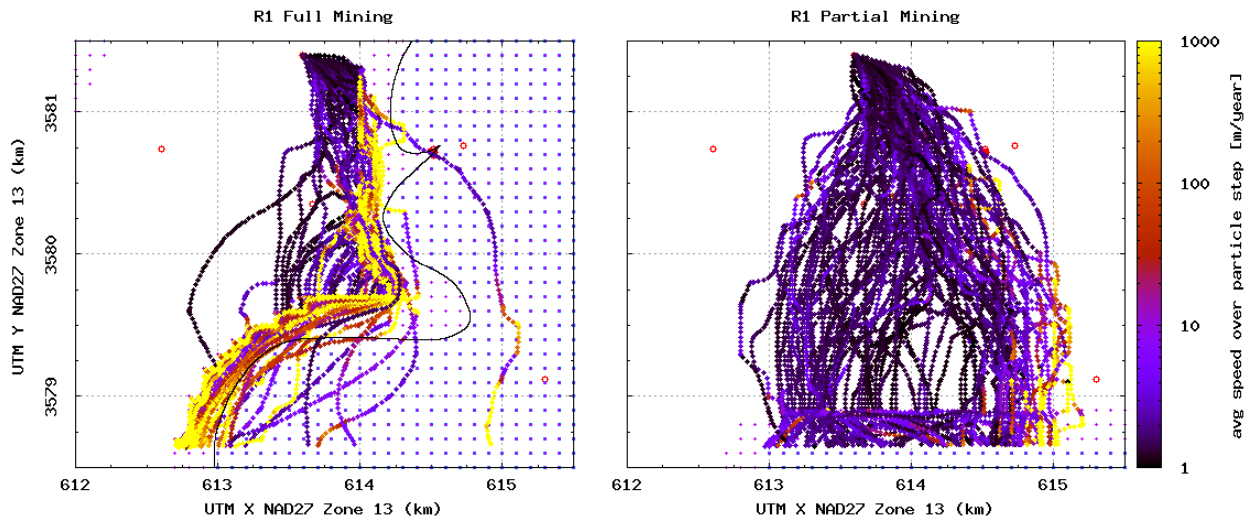 R1 Full Mining
R1 Partial Mining
UTM Y NAD27 Zone 13 (km)
3581
3580
3579
612
613
614
615
UTM X NAD27 Zone 13 (km)
612
613
614
615
UTM X NAD27 Zone 13 (km)
1000
100
10
1
avg speed over particle step [m/year]